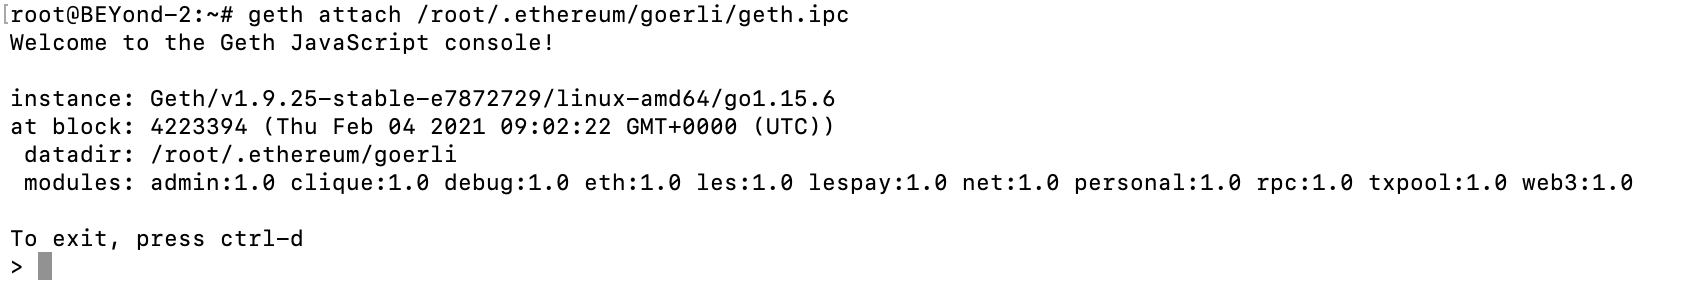 [root@BEYond-2:~# geth attach /root/.ethereum/goerli/geth.ipc
Welcome to the Geth JavaScript console!

instance: Geth/v1.9.25-stable-e7872729/linux-amd64/go1.15.6
at block: 4223394 (Thu Feb 04 2021 09:02:22 GMT+0000 (UTC))
 datadir: /root/.ethereum/goerli
 modules: admin:1.0 clique:1.0 debug:1.0 eth:1.0 les:1.0 lespay:1.0 net:1.0 personal:1.0 rpc:1.0 txpool:1.0 web3:1.0

To exit, press ctrl-d
>